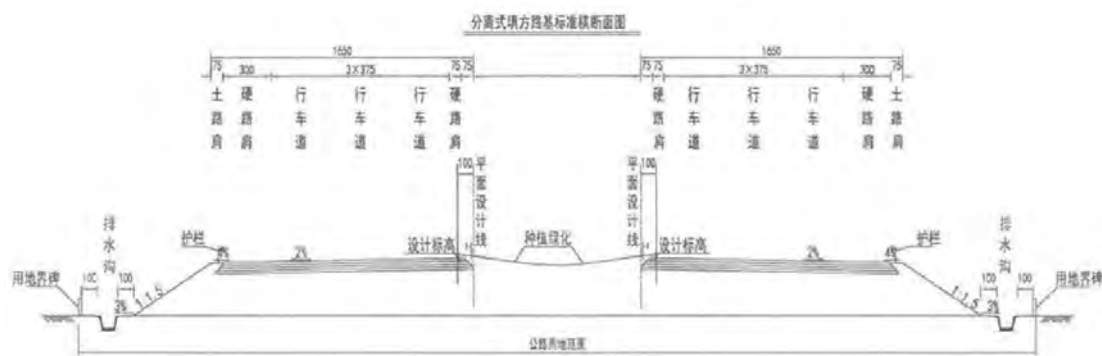 分离式填方路基标准横断面图
1650 1650
75 300 3×375 75 75 75 75 3×375 300 75
土路肩 硬路肩 行车道 行车道 行车道 硬路肩 硬路肩 行车道 行车道 行车道 硬路肩 土路肩
100 平面设计线 平面设计线 100
排水沟 护栏 4% 2% 设计标高 种植绿化 设计标高 2% 4% 护栏 排水沟
用地界碑 100 100 3% 1:1.5 1:1.5 100 3% 100 用地界碑
公路用地范围